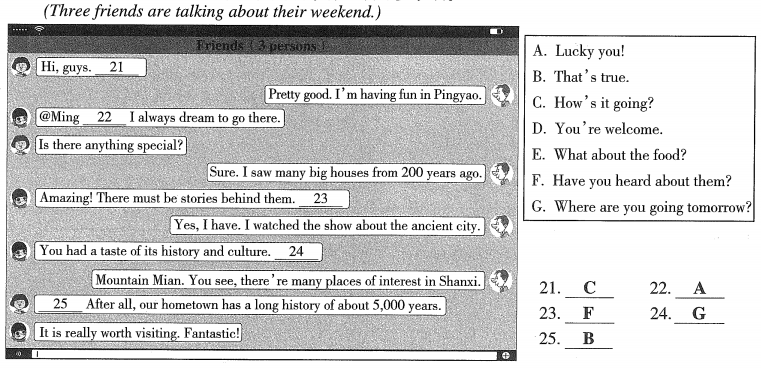 (Three friends are talking about their weekend.)
Friends ( 3 persons )
Hi, guys. 21
Pretty good. I'm having fun in Pingyao.
@Ming 22 I always dream to go there.
Is there anything special?
Sure. I saw many big houses from 200 years ago.
Amazing! There must be stories behind them. 23
Yes, I have. I watched the show about the ancient city.
You had a taste of its history and culture. 24
Mountain Mian. You see, there're many places of interest in Shanxi.
25 After all, our hometown has a long history of about 5,000 years.
It is really worth visiting. Fantastic!
A. Lucky you!
B. That's true.
C. How's it going?
D. You're welcome.
E. What about the food?
F. Have you heard about them?
G. Where are you going tomorrow?
21. C 22. A
23. F 24. G
25. B